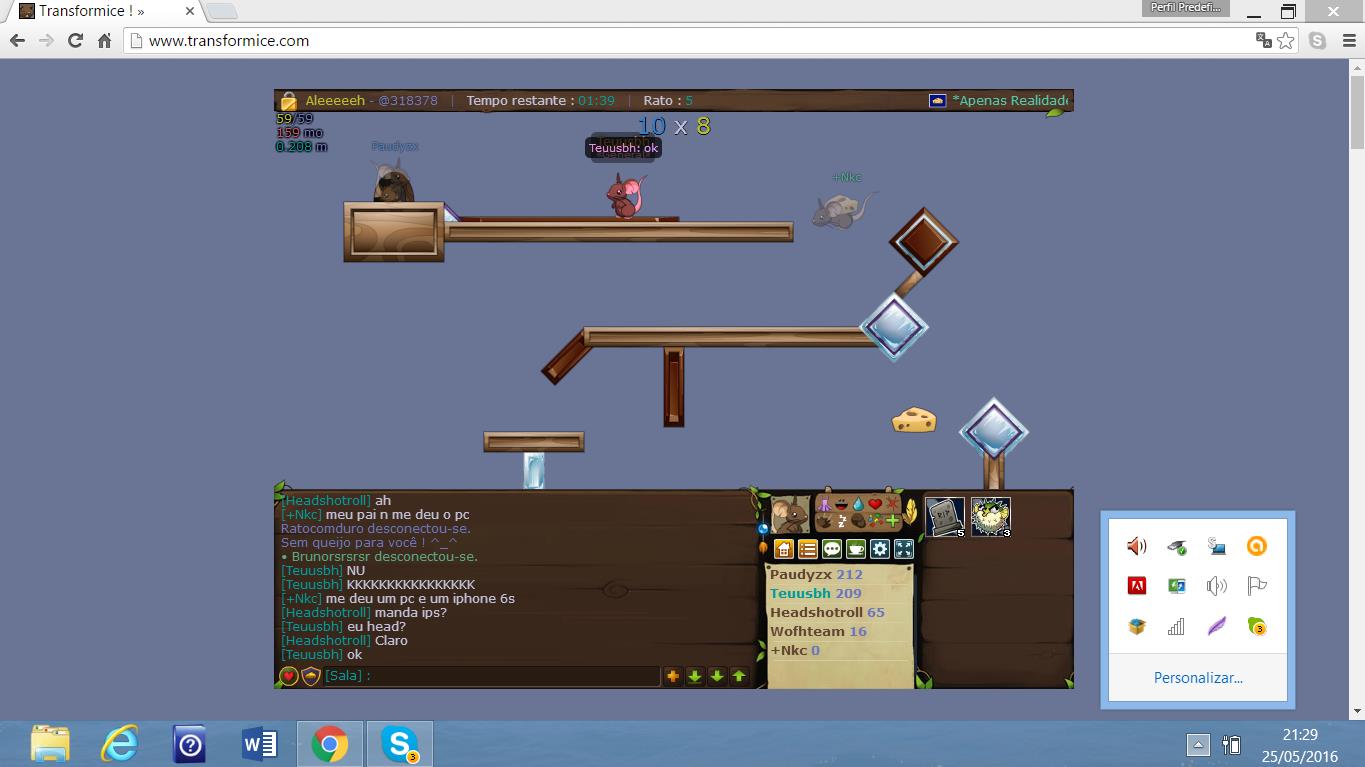 Transformice ! »
Perfil Predefi...
www.transformice.com
Aleeeeeh - @318378 | Tempo restante : 01:39 | Rato : 5
*Apenas Realidade
59/59
159 mo
0.208 m
10 x 8
Paudyzx
Teuusbh: ok
+Nkc
[Headshotroll] ah
[+Nkc] meu pai n me deu o pc
Ratocomduro desconectou-se.
Sem queijo para você ! ^_^
• Brunorsrsrsr desconectou-se.
[Teuusbh] NU
[Teuusbh] KKKKKKKKKKKKKKKK
[+Nkc] me deu um pc e um iphone 6s
[Headshotroll] manda ips?
[Teuusbh] eu head?
[Headshotroll] Claro
[Teuusbh] ok
[Sala] :
Paudyzx 212
Teuusbh 209
Headshotroll 65
Wofhteam 16
+Nkc 0
RIP
5
3
3
Personalizar...
3
21:29
25/05/2016